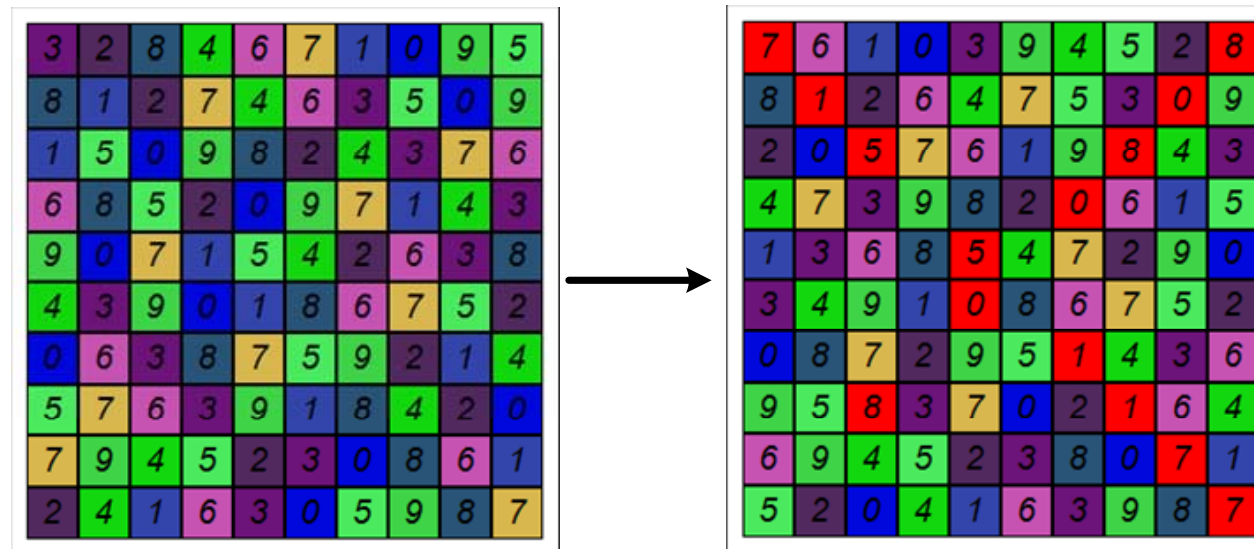 3 2 8 4 6 7 1 0 9 5
8 1 2 7 4 6 3 5 0 9
1 5 0 9 8 2 4 3 7 6
6 8 5 2 0 9 7 1 4 3
9 0 7 1 5 4 2 6 3 8
4 3 9 0 1 8 6 7 5 2
0 6 3 8 7 5 9 2 1 4
5 7 6 3 9 1 8 4 2 0
7 9 4 5 2 3 0 8 6 1
2 4 1 6 3 0 5 9 8 7
7 6 1 0 3 9 4 5 2 8
8 1 2 6 4 7 5 3 0 9
2 0 5 7 6 1 9 8 4 3
4 7 3 9 8 2 0 6 1 5
1 3 6 8 5 4 7 2 9 0
3 4 9 1 0 8 6 7 5 2
0 8 7 2 9 5 1 4 3 6
9 5 8 3 7 0 2 1 6 4
6 9 4 5 2 3 8 0 7 1
5 2 0 4 1 6 3 9 8 7